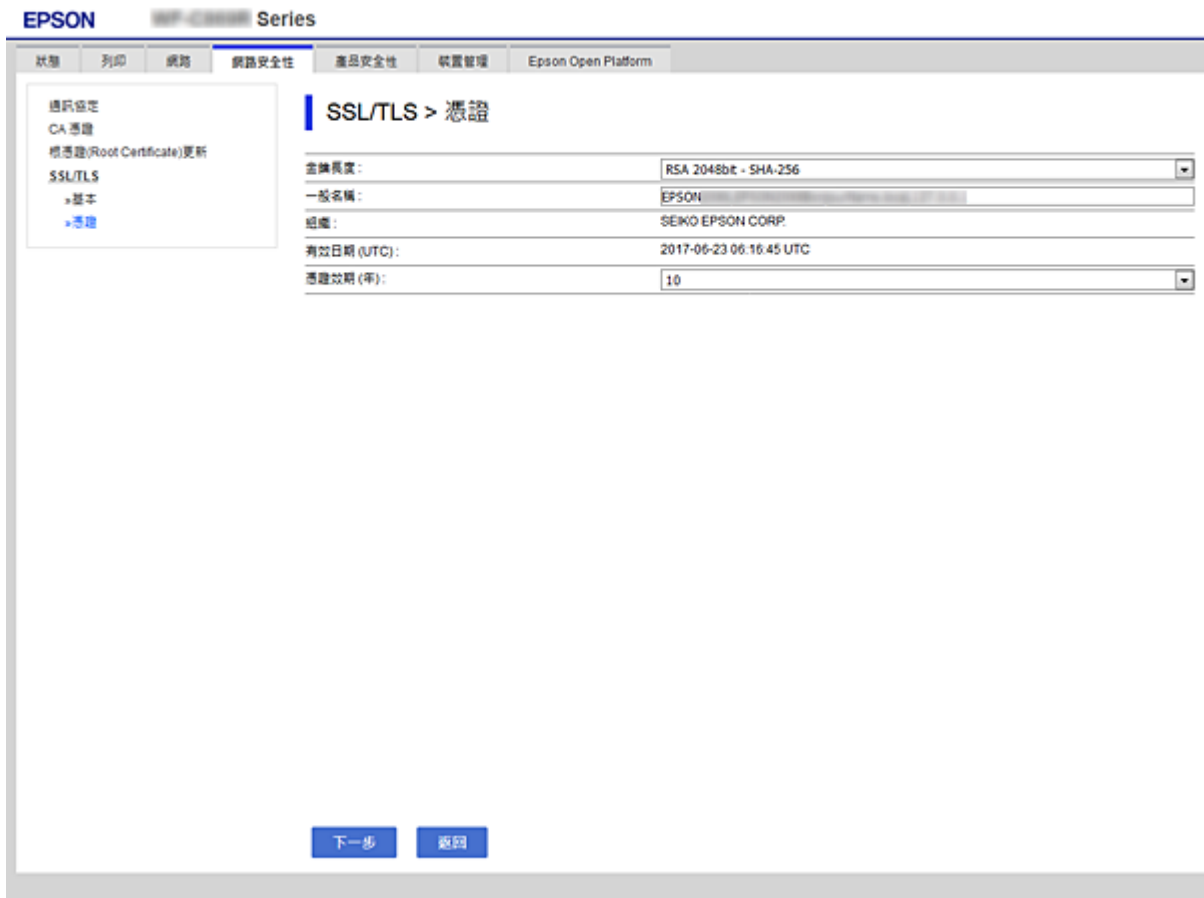 EPSON Series
狀態 列印 網路 網路安全性 產品安全性 裝置管理 Epson Open Platform
通訊協定
CA 憑證
根憑證(Root Certificate)更新
SSL/TLS
»基本
»憑證
SSL/TLS > 憑證
金鑰長度 : RSA 2048bit - SHA-256
一般名稱 : EPSON
組織 : SEIKO EPSON CORP.
有效日期 (UTC) : 2017-06-23 06:16:45 UTC
憑證效期 (年) : 10
下一步 返回